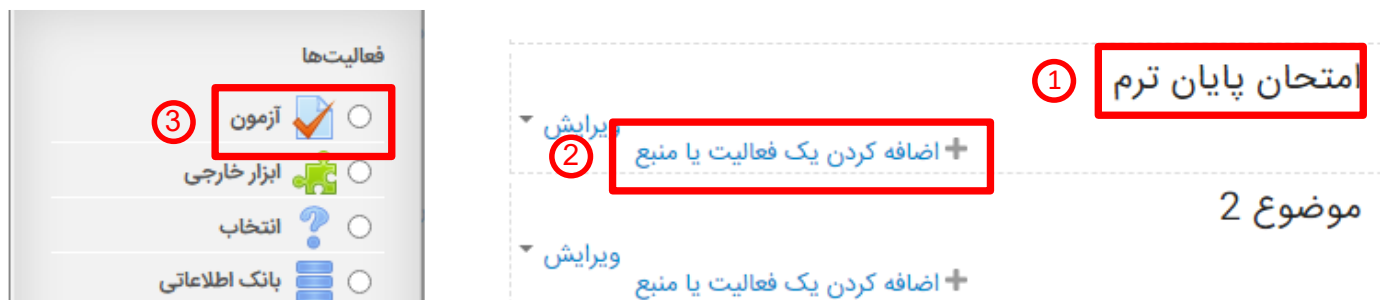 امتحان پایان ترم
1
ویرایش
2
اضافه کردن یک فعالیت یا منبع
موضوع 2
ویرایش
اضافه کردن یک فعالیت یا منبع
فعالیت‌ها
آزمون
3
ابزار خارجی
انتخاب
بانک اطلاعاتی